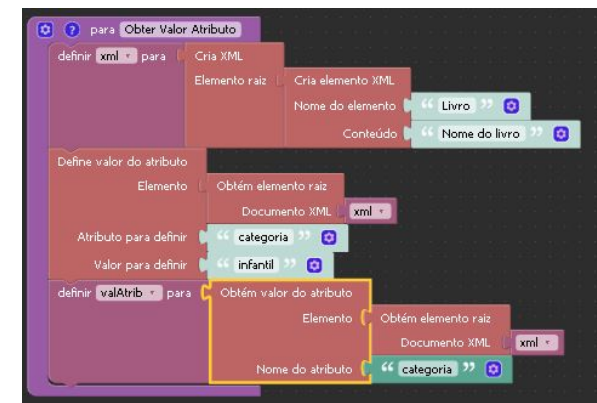 ? para Obter Valor Atributo
definir xml para Cria XML
Elemento raiz Cria elemento XML
Nome do elemento “ Livro ”
Conteúdo “ Nome do livro ”
Define valor do atributo
Elemento Obtém elemento raiz
Documento XML xml
Atributo para definir “ categoria ”
Valor para definir “ infantil ”
definir valAtrib para Obtém valor do atributo
Elemento Obtém elemento raiz
Documento XML xml
Nome do atributo “ categoria ”